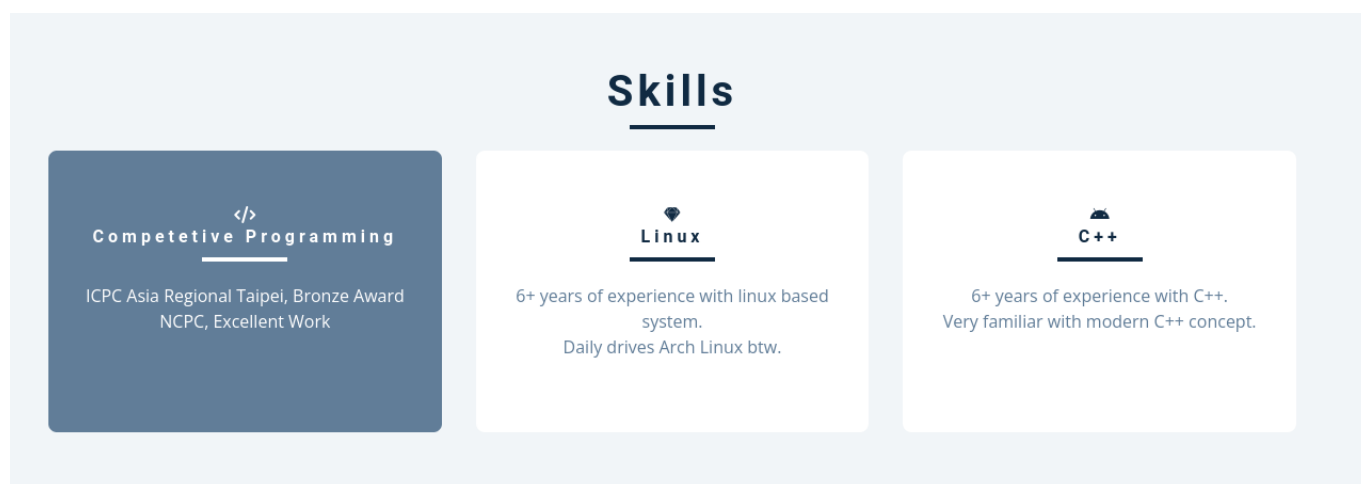 Skills
Competetive Programming
ICPC Asia Regional Taipei, Bronze Award
NCPC, Excellent Work
Linux
6+ years of experience with linux based
system.
Daily drives Arch Linux btw.
C++
6+ years of experience with C++.
Very familiar with modern C++ concept.